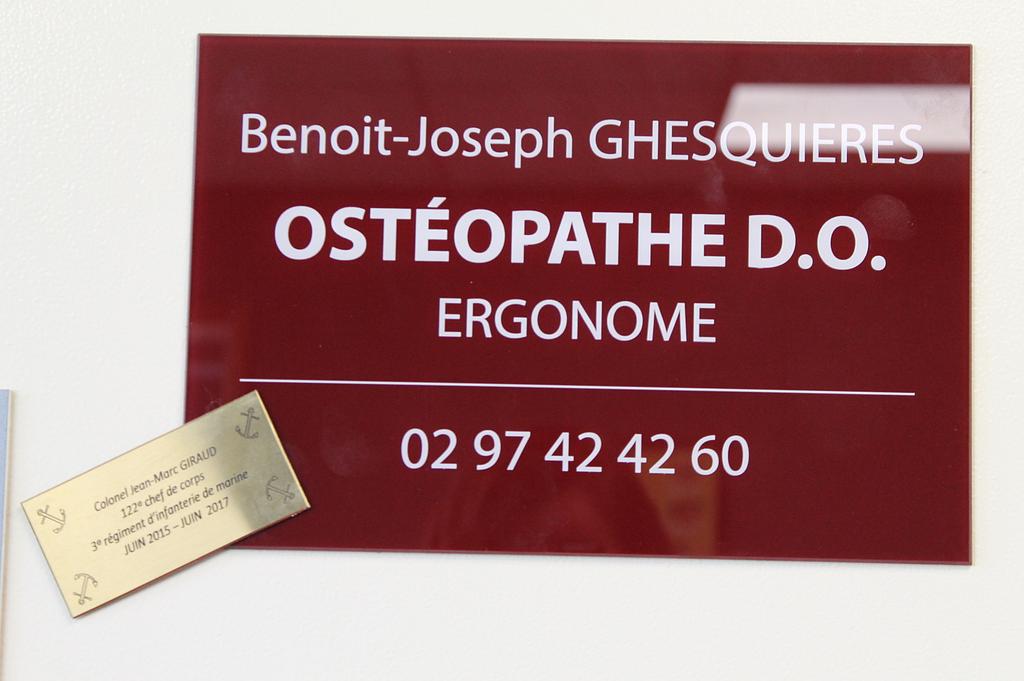 Benoit-Joseph GHESQUIERES
OSTÉOPATHE D.O.
ERGONOME
02 97 42 42 60
Colonel Jean-Marc GIRAUD
122e chef de corps
3e régiment d'infanterie de marine
JUIN 2015 – JUIN 2017